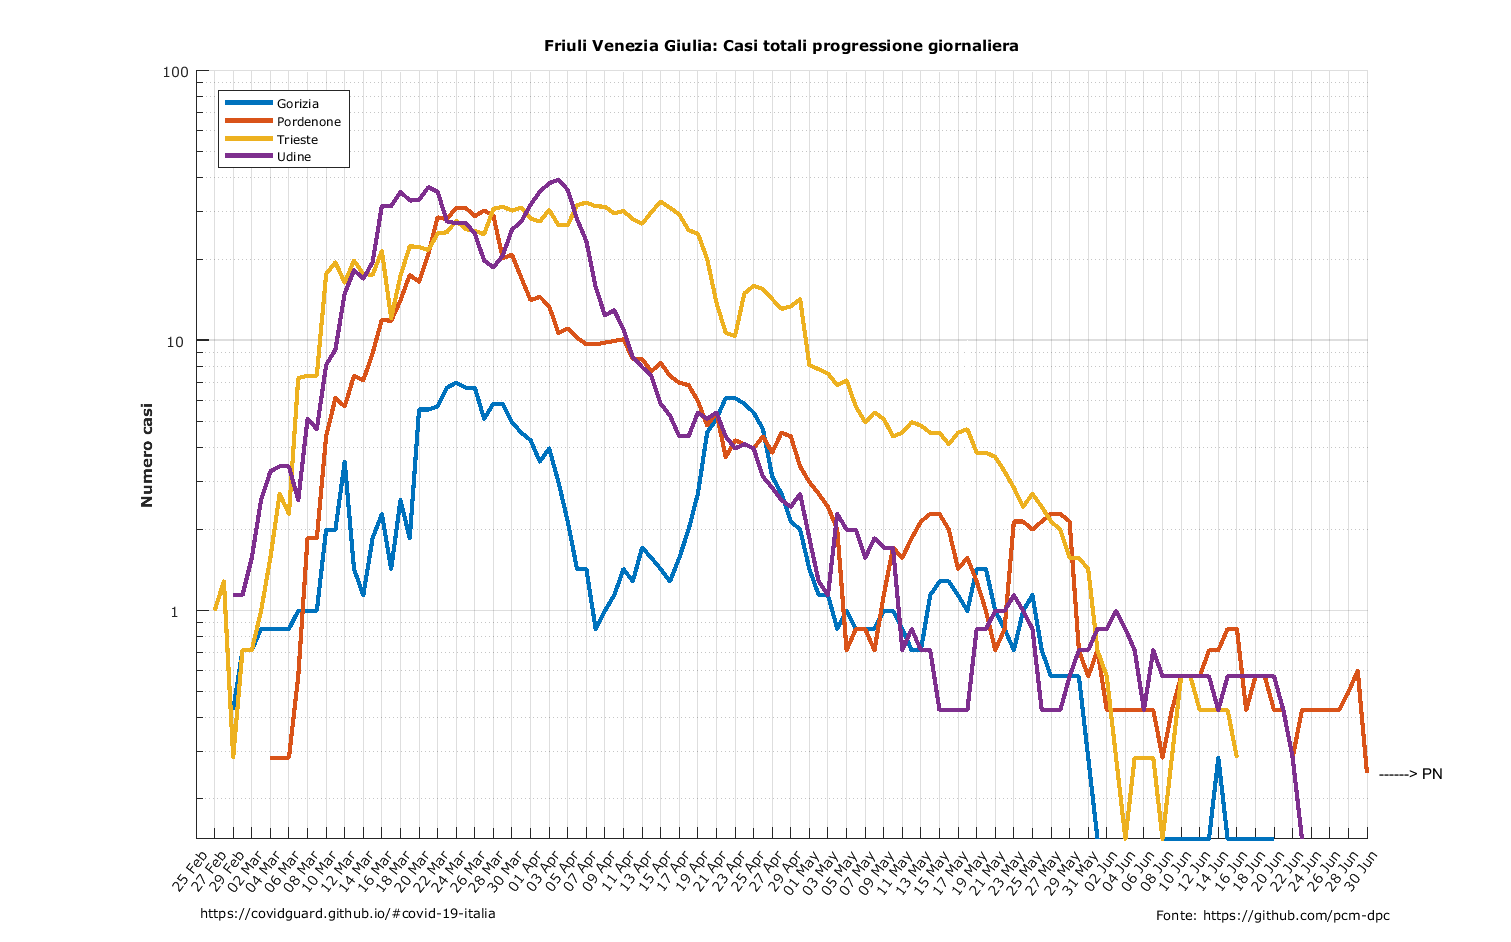 Friuli Venezia Giulia: Casi totali progressione giornaliera
100
10
1
Numero casi
Gorizia
Pordenone
Trieste
Udine
------> PN
25 Feb
27 Feb
29 Feb
02 Mar
04 Mar
06 Mar
08 Mar
10 Mar
12 Mar
14 Mar
16 Mar
18 Mar
20 Mar
22 Mar
24 Mar
26 Mar
28 Mar
30 Mar
01 Apr
03 Apr
05 Apr
07 Apr
09 Apr
11 Apr
13 Apr
15 Apr
17 Apr
19 Apr
21 Apr
23 Apr
25 Apr
27 Apr
29 Apr
01 May
03 May
05 May
07 May
09 May
11 May
13 May
15 May
17 May
19 May
21 May
23 May
25 May
27 May
29 May
31 May
02 Jun
04 Jun
06 Jun
08 Jun
10 Jun
12 Jun
14 Jun
16 Jun
18 Jun
20 Jun
22 Jun
24 Jun
26 Jun
28 Jun
30 Jun
https://covidguard.github.io/#covid-19-italia
Fonte: https://github.com/pcm-dpc